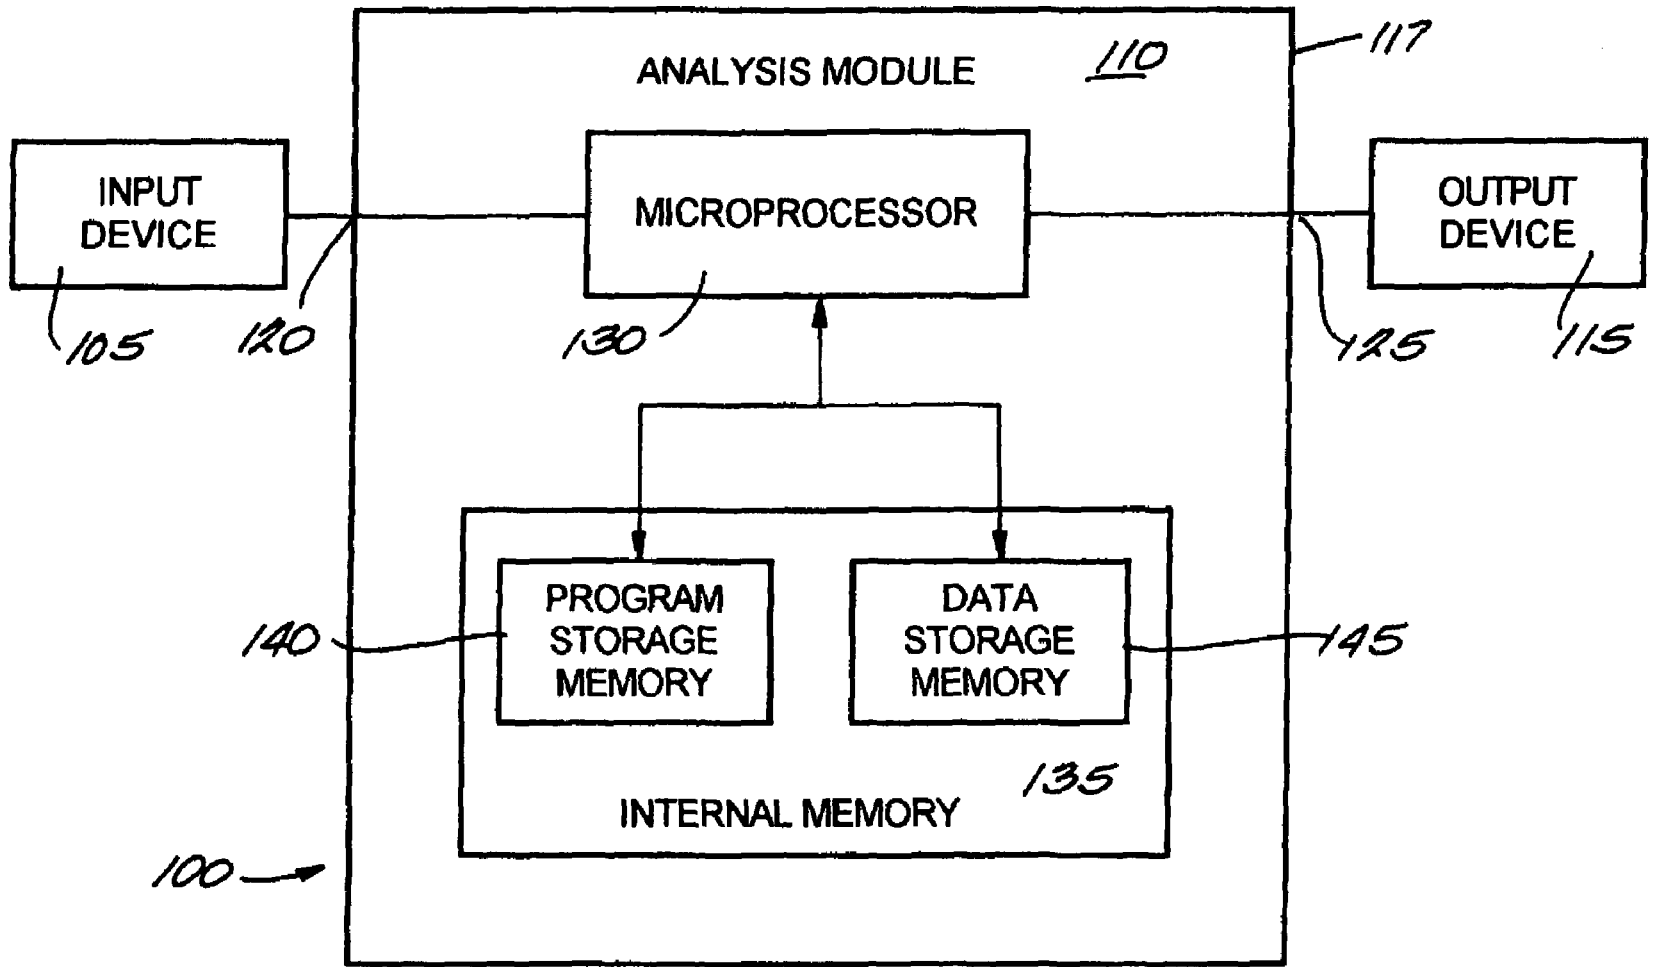 117
ANALYSIS MODULE
110
INPUT
DEVICE
MICROPROCESSOR
OUTPUT
DEVICE
105
120
130
125
115
PROGRAM
STORAGE
MEMORY
DATA
STORAGE
MEMORY
140
145
135
INTERNAL MEMORY
100